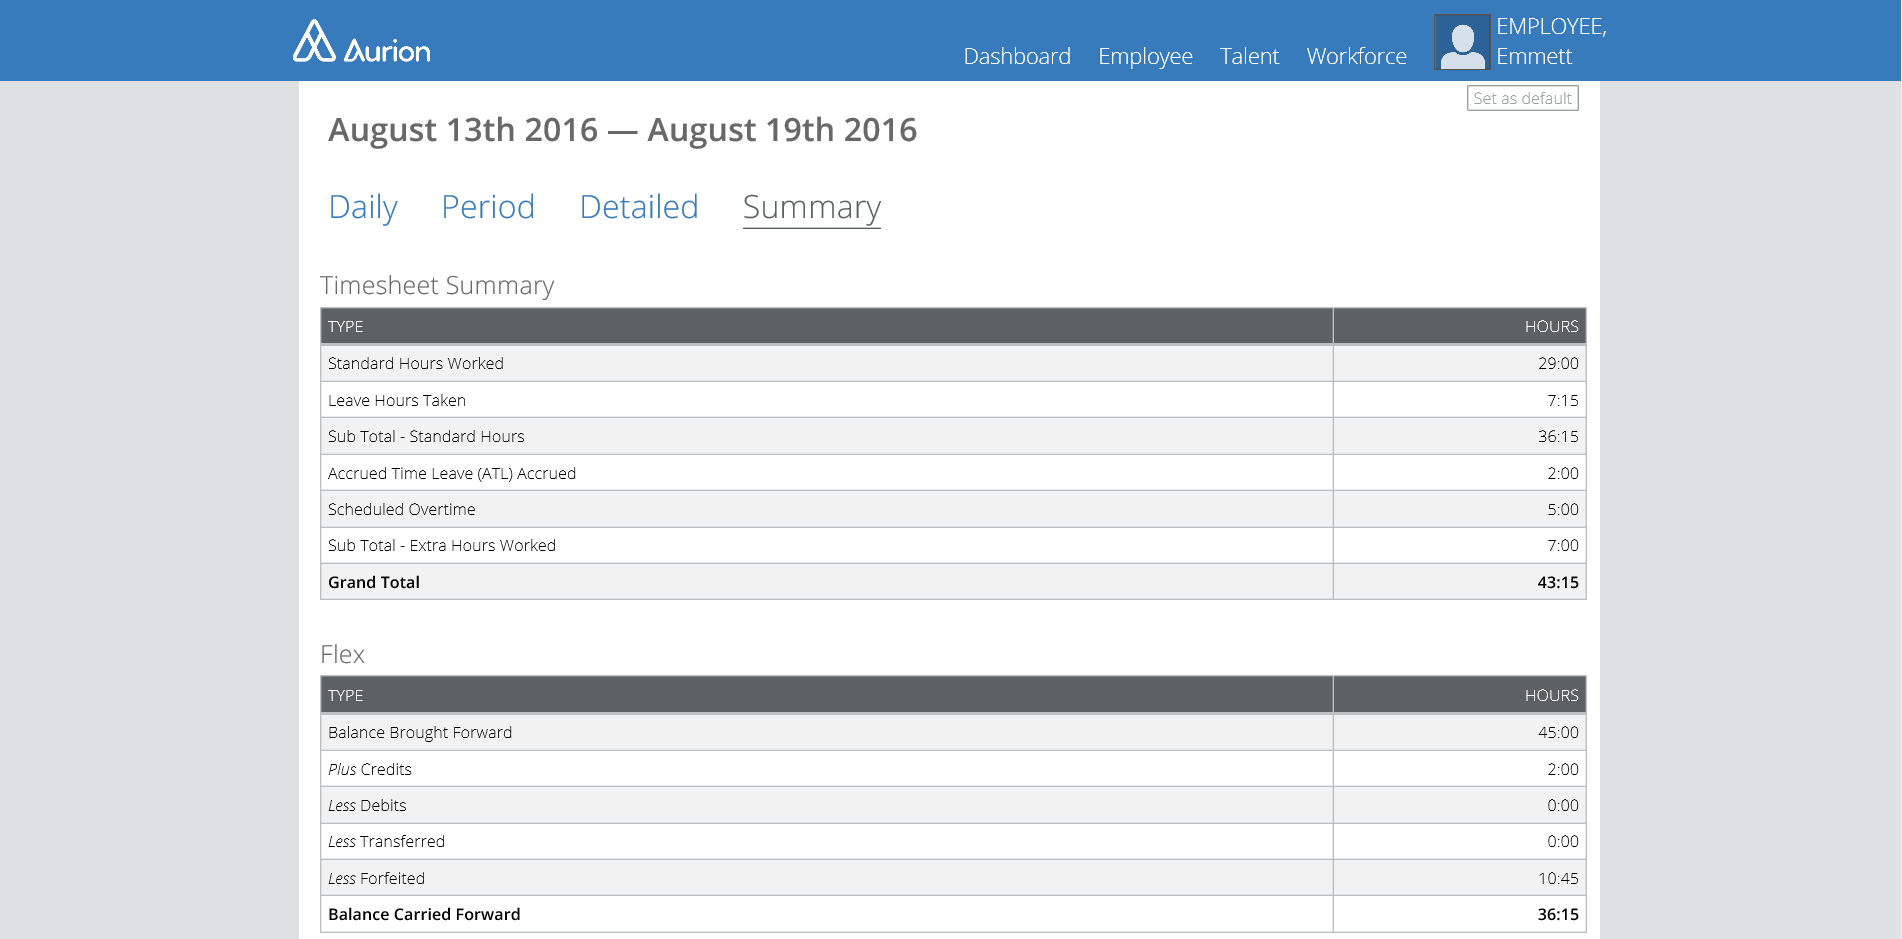 Aurion
Dashboard Employee Talent Workforce
EMPLOYEE,
Emmett
Set as default
August 13th 2016 — August 19th 2016
Daily Period Detailed Summary
Timesheet Summary
TYPE HOURS
Standard Hours Worked 29:00
Leave Hours Taken 7:15
Sub Total - Standard Hours 36:15
Accrued Time Leave (ATL) Accrued 2:00
Scheduled Overtime 5:00
Sub Total - Extra Hours Worked 7:00
Grand Total 43:15
Flex
TYPE HOURS
Balance Brought Forward 45:00
Plus Credits 2:00
Less Debits 0:00
Less Transferred 0:00
Less Forfeited 10:45
Balance Carried Forward 36:15